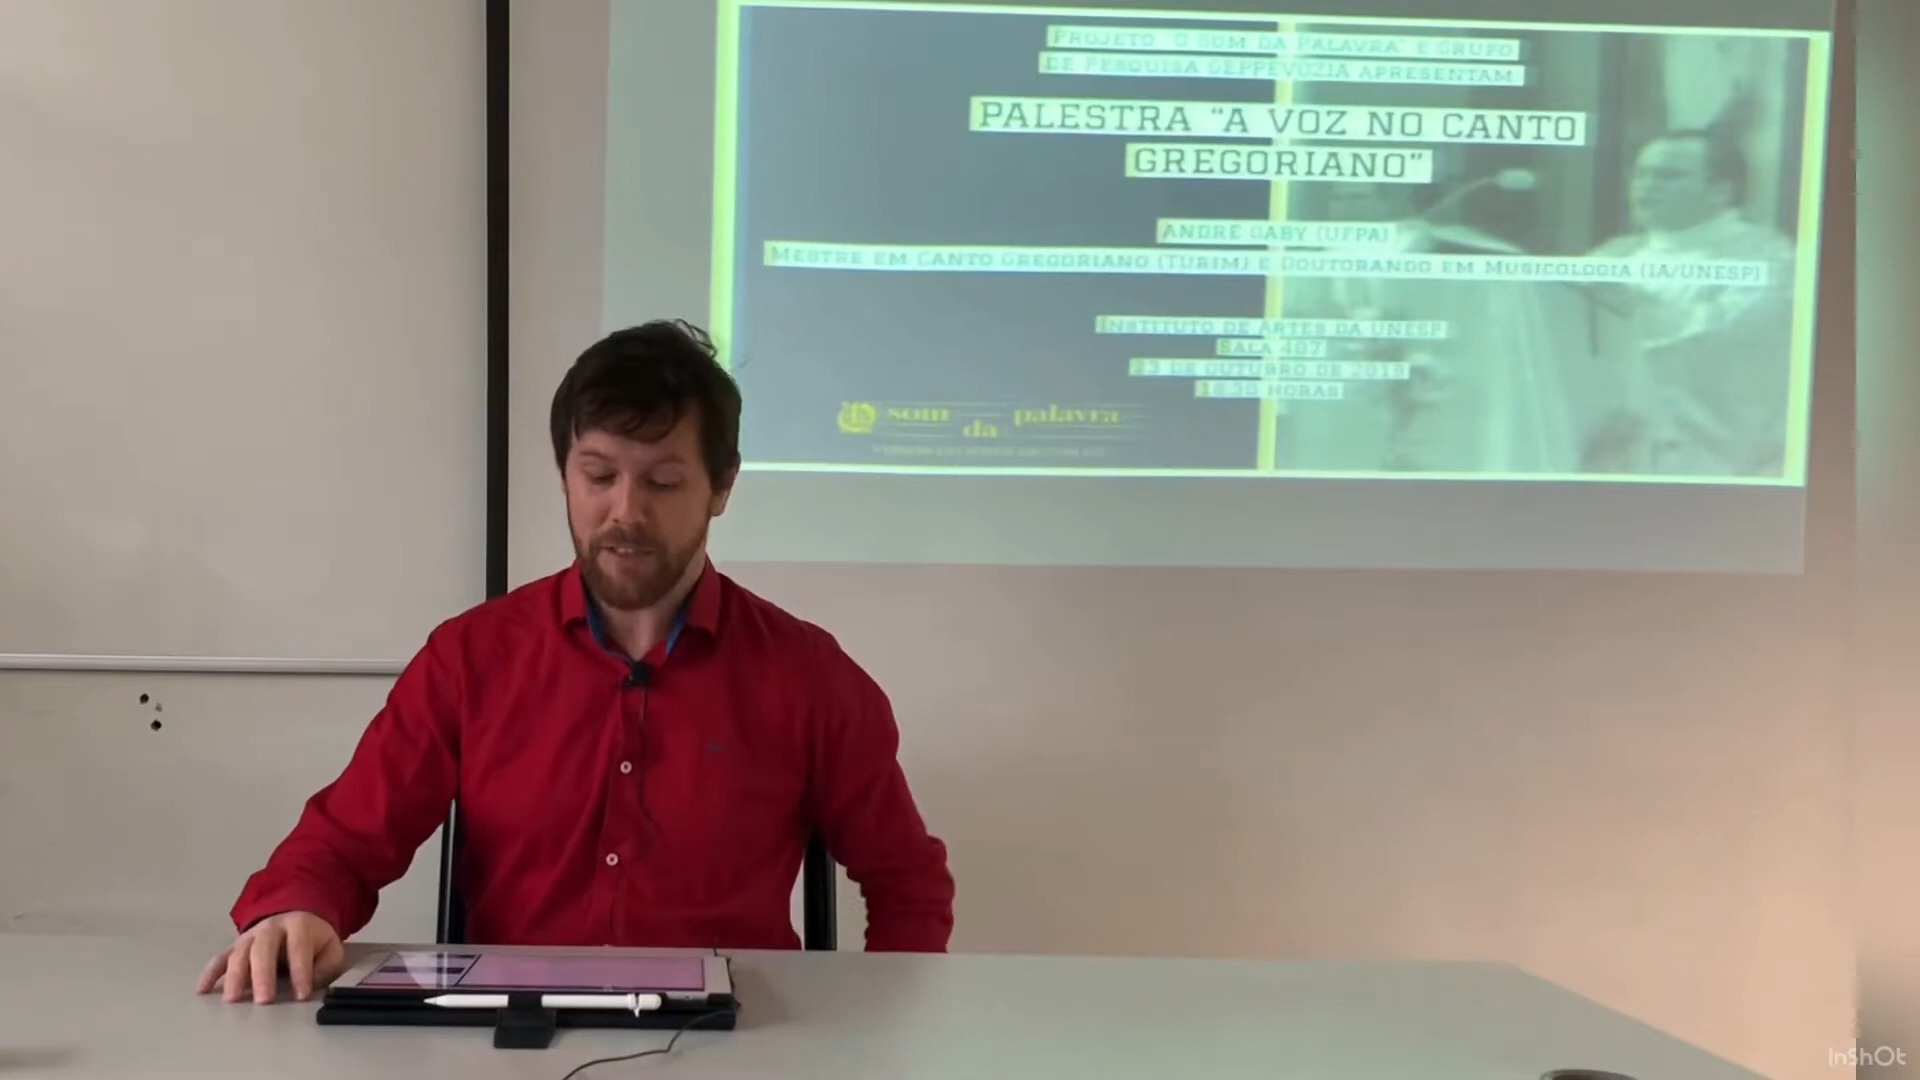 PROJETO "O SOM DA PALAVRA" E GRUPO
DE PESQUISA GEPPEVOZIA APRESENTAM:
PALESTRA “A VOZ NO CANTO
GREGORIANO”
ANDRÉ GABY (UFPA)
MESTRE EM CANTO GREGORIANO (TURIM) E DOUTORANDO EM MUSICOLOGIA (IA/UNESP)
INSTITUTO DE ARTES DA UNESP
SALA 407
23 DE OUTUBRO DE 2019
HORAS
som da palavra
InShOt